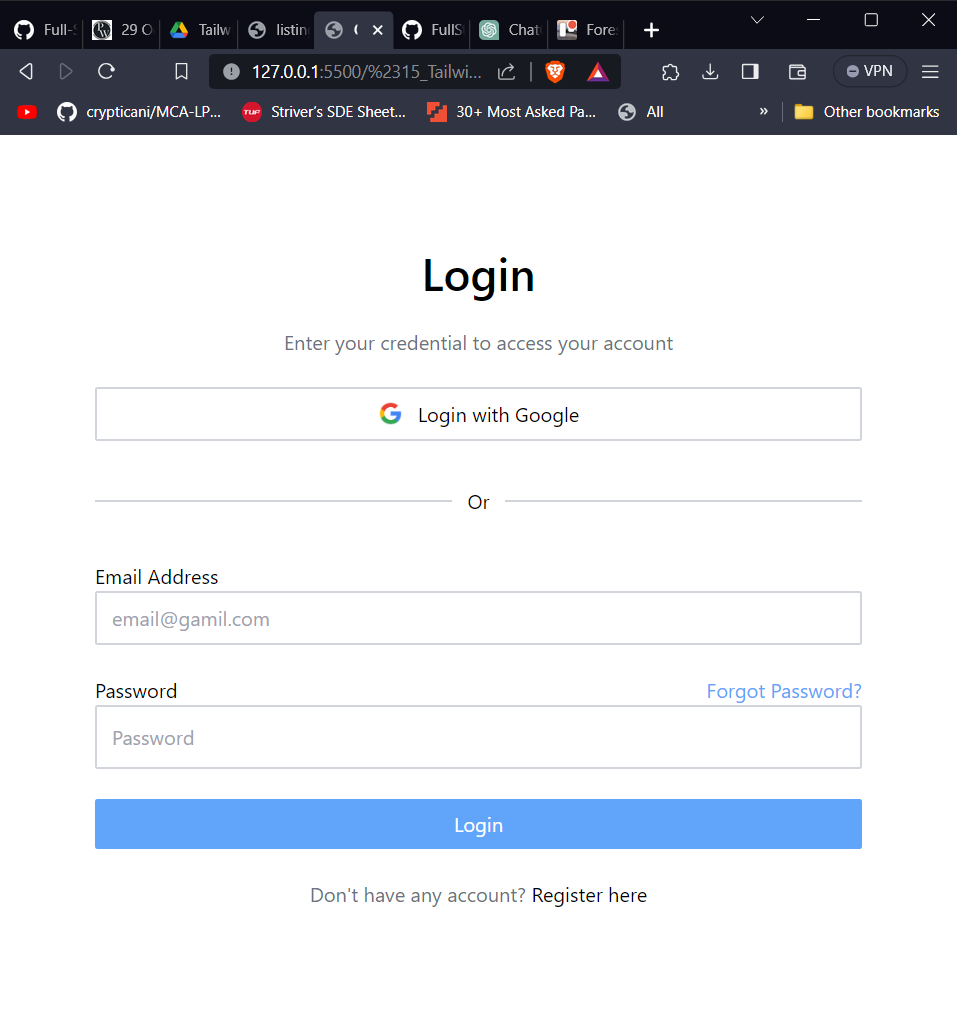 Full-S
29 O
Tailw
listin
FullSt
Chat
Fore
127.0.0.1:5500/%2315_Tailwi...
VPN
crypticani/MCA-LP...
TUF
Striver's SDE Sheet...
30+ Most Asked Pa...
All
»
Other bookmarks
Login
Enter your credential to access your account
Login with Google
Or
Email Address
email@gamil.com
Password
Forgot Password?
Password
Login
Don't have any account? Register here